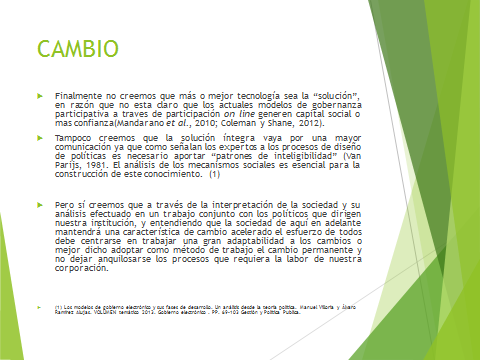 CAMBIO
Finalmente no creemos que más o mejor tecnología sea la “solución”,
en razón que no esta claro que los actuales modelos de gobernanza
participativa a traves de participación on line generen capital social o
mas confianza(Mandarano et al., 2010; Coleman y Shane, 2012).
Tampoco creemos que la solución íntegra vaya por una mayor
comunicación ya que como señalan los expertos a los procesos de diseño
de políticas es necesario aportar “patrones de inteligibilidad” (Van
Parijs, 1981. El análisis de los mecanismos sociales es esencial para la
construcción de este conocimiento. (1)
Pero sí creemos que a través de la interpretación de la sociedad y su
análisis efectuado en un trabajo conjunto con los políticos que dirigen
nuestra institución, y entendiendo que la sociedad de aquí en adelante
mantendrá una característica de cambio acelerado el esfuerzo de todos
debe centrarse en trabajar una gran adaptabilidad a los cambios o
mejor dicho adoptar como método de trabajo el cambio permanente y
no dejar anquilosarse los procesos que requiera la labor de nuestra
corporación.
(1) Los modelos de gobierno electrónico y sus fases de desarrollo. Un análisis desde la teoría política. Manuel Villoria y Álvaro
Ramírez Alujas. VOLUMEN temático 2013. Gobierno electrónico . PP. 69-103 Gestión y Política Publica.